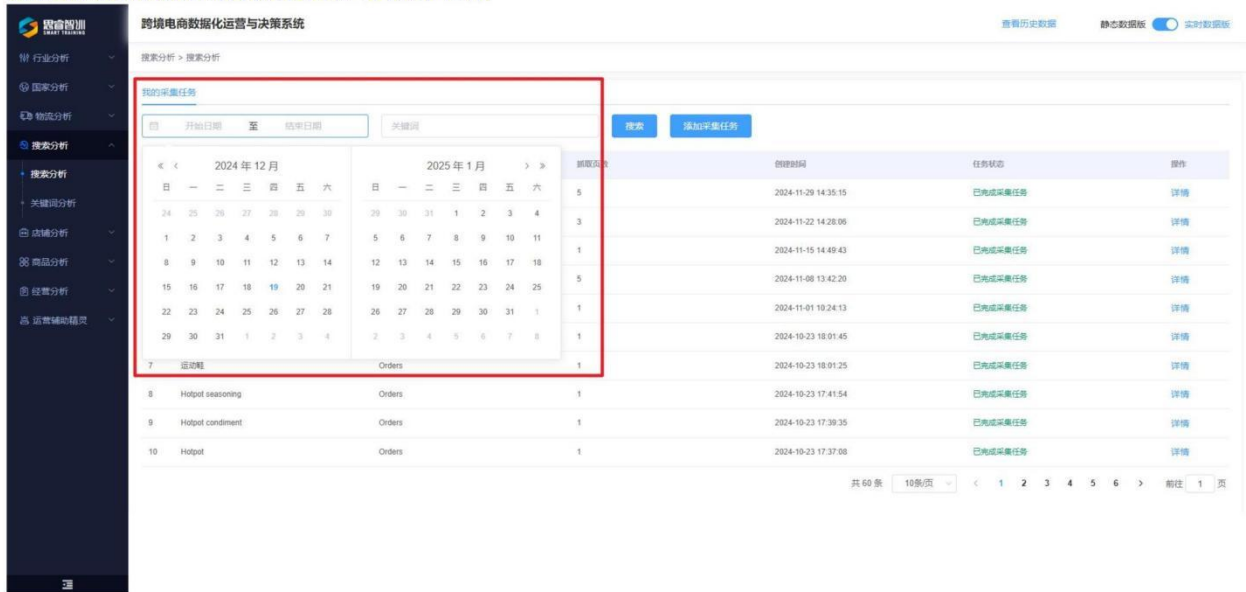 思睿智训
SMART TRAINING
跨境电商数据化运营与决策系统
查看历史数据
静态数据版 实时数据版
行业分析
国家分析
物流分析
搜索分析
搜索分析
关键词分析
店铺分析
商品分析
经营分析
运营辅助精灵
搜索分析 > 搜索分析
我的采集任务
开始日期 至 结束日期 关键词 搜索 添加采集任务
抓取页数 创建时间 任务状态 操作
« ‹ 2024 年 12 月 2025 年 1 月 › »
日 一 二 三 四 五 六 日 一 二 三 四 五 六
24 25 26 27 28 29 30 29 30 31 1 2 3 4
1 2 3 4 5 6 7 5 6 7 8 9 10 11
8 9 10 11 12 13 14 12 13 14 15 16 17 18
15 16 17 18 19 20 21 19 20 21 22 23 24 25
22 23 24 25 26 27 28 26 27 28 29 30 31 1
29 30 31 1 2 3 4 2 3 4 5 6 7 8
5 2024-11-29 14:35:15 已完成采集任务 详情
3 2024-11-22 14:28:06 已完成采集任务 详情
1 2024-11-15 14:49:43 已完成采集任务 详情
5 2024-11-08 13:42:20 已完成采集任务 详情
1 2024-11-01 10:24:13 已完成采集任务 详情
1 2024-10-23 18:01:45 已完成采集任务 详情
7 运动鞋 Orders 1 2024-10-23 18:01:25 已完成采集任务 详情
8 Hotpot seasoning Orders 1 2024-10-23 17:41:54 已完成采集任务 详情
9 Hotpot condiment Orders 1 2024-10-23 17:39:35 已完成采集任务 详情
10 Hotpot Orders 1 2024-10-23 17:37:08 已完成采集任务 详情
共 60 条 10条/页 ‹ 1 2 3 4 5 6 › 前往 1 页